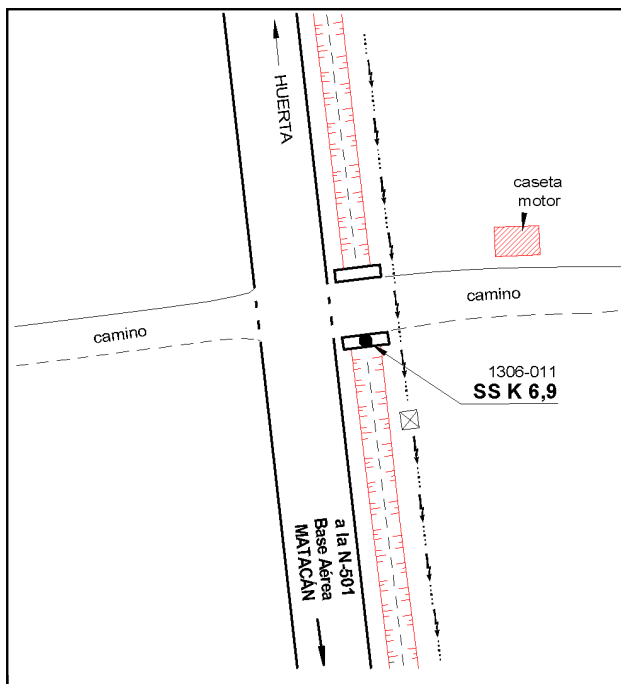 HUERTA
caseta
motor
camino
camino
1306-011
SS K 6,9
a la N-501
Base Aérea
MATACÁN